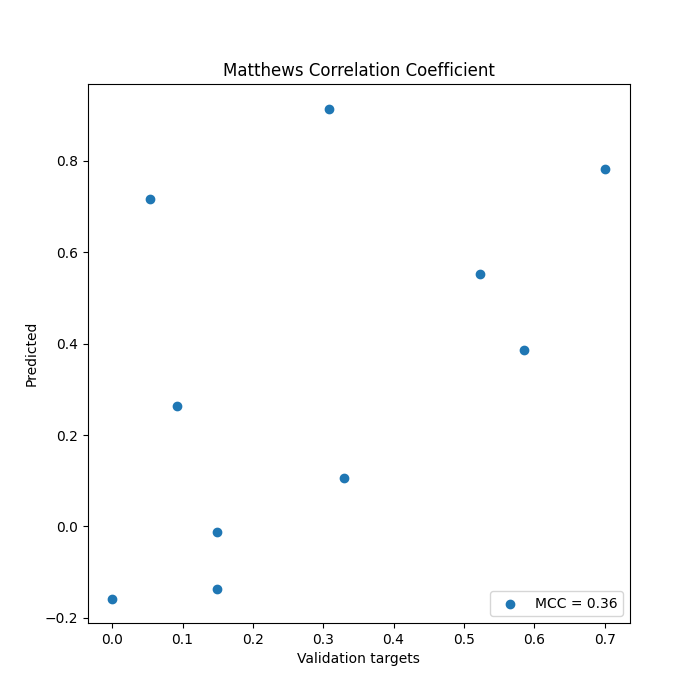 Matthews Correlation Coefficient
Predicted
0.8
0.6
0.4
0.2
0.0
−0.2
MCC = 0.36
0.0 0.1 0.2 0.3 0.4 0.5 0.6 0.7
Validation targets